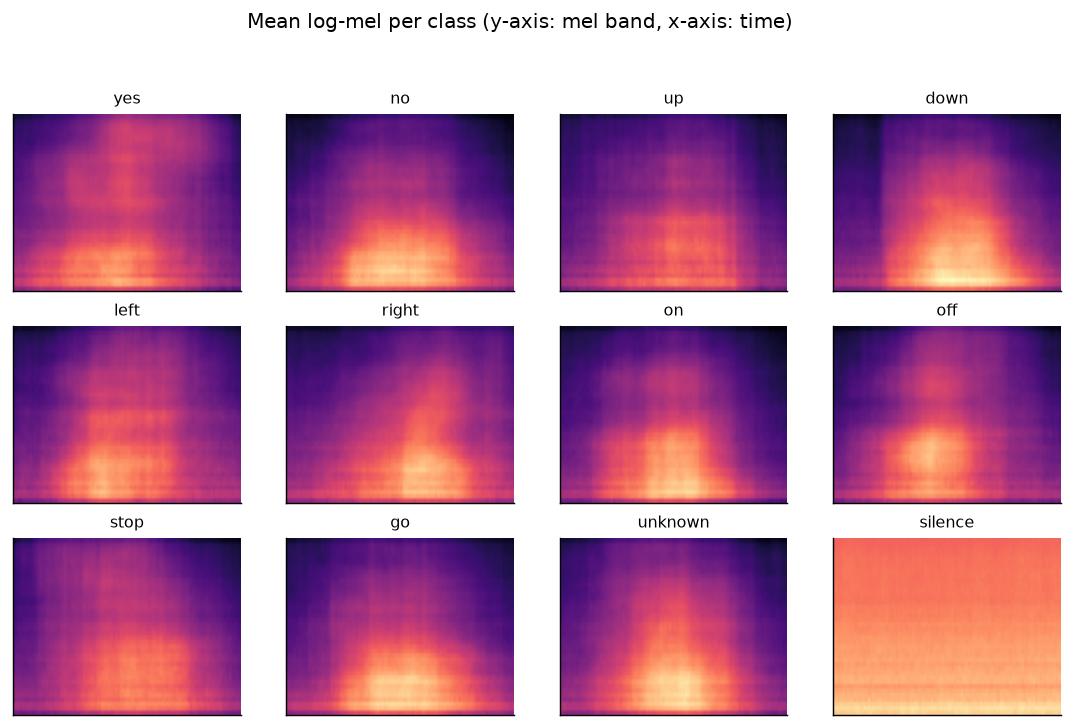 Mean log-mel per class (y-axis: mel band, x-axis: time)
yes
no
up
down
left
right
on
off
stop
go
unknown
silence